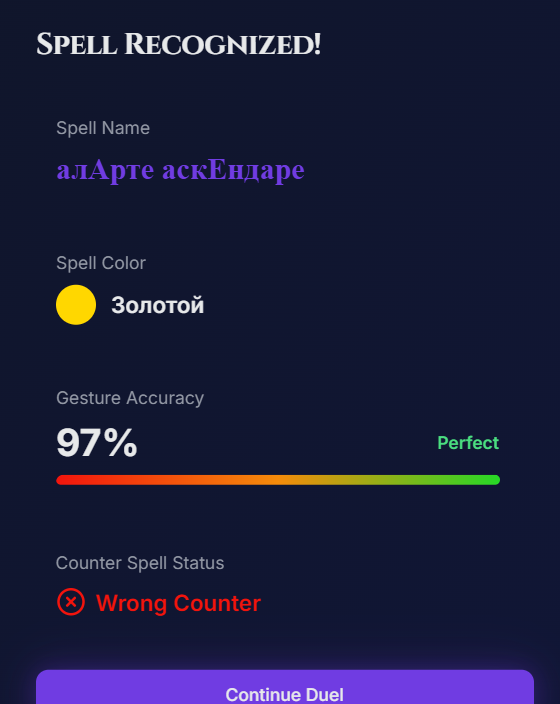 Spell Recognized!
Spell Name
алАрте аскЕндаре
Spell Color
Золотой
Gesture Accuracy
97% Perfect
Counter Spell Status
Wrong Counter
Continue Duel